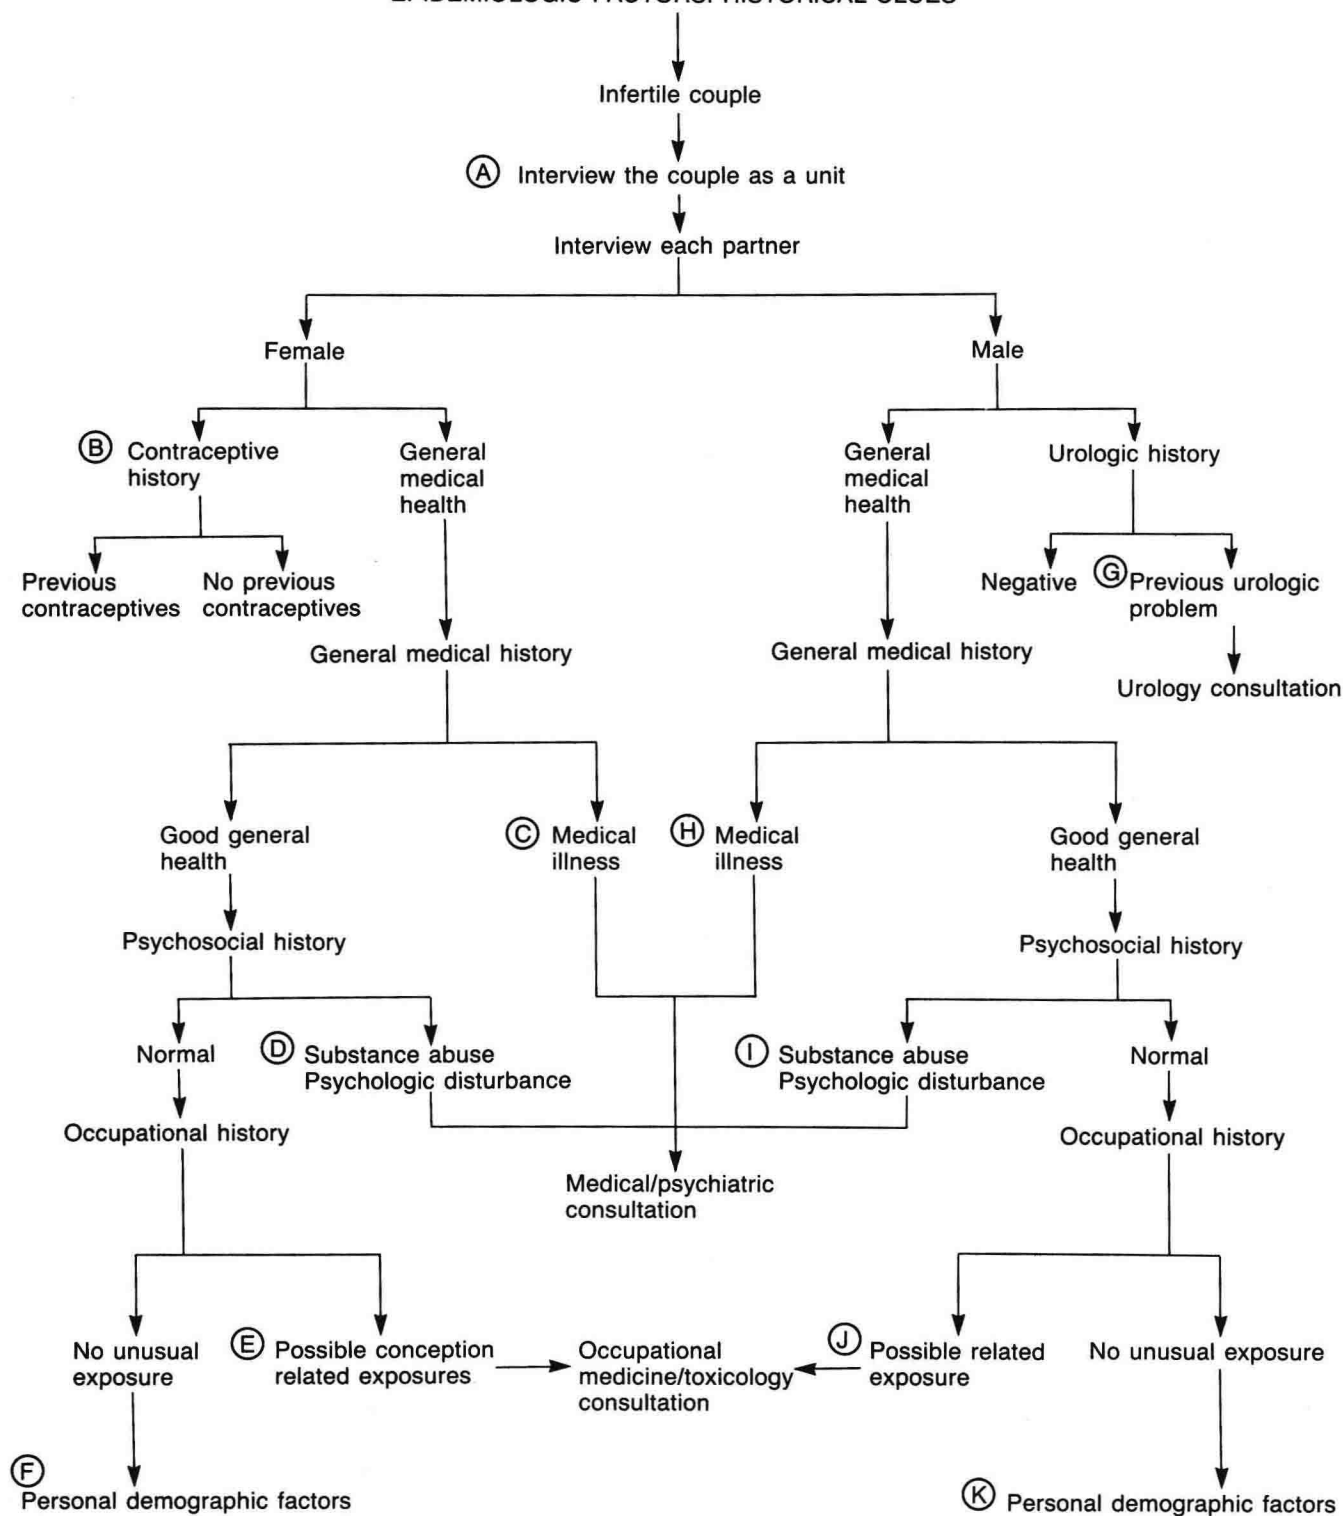 Infertile couple
Ⓐ Interview the couple as a unit
Interview each partner
Female
Male
Ⓑ Contraceptive
history
General
medical
health
General
medical
health
Urologic history
Previous
contraceptives
No previous
contraceptives
Negative
Ⓖ Previous urologic
problem
General medical history
General medical history
Urology consultation
Good general
health
Ⓒ Medical
illness
Ⓗ Medical
illness
Good general
health
Psychosocial history
Psychosocial history
Normal
Ⓓ Substance abuse
Psychologic disturbance
Ⓘ Substance abuse
Psychologic disturbance
Normal
Occupational history
Occupational history
Medical/psychiatric
consultation
No unusual
exposure
Ⓔ Possible conception
related exposures
Occupational
medicine/toxicology
consultation
Ⓙ Possible related
exposure
No unusual exposure
Ⓕ
Personal demographic factors
Ⓚ Personal demographic factors